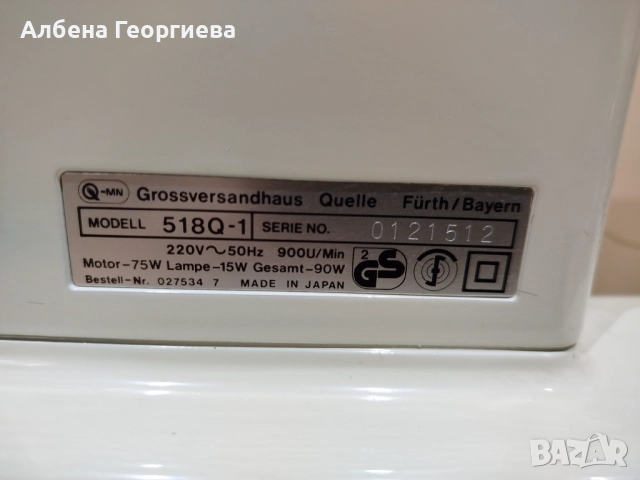 Албена Георгиева
Q-MN Grossversandhaus Quelle Fürth/Bayern
MODELL 518Q-1 SERIE NO. 0121512
220V~50Hz 900U/Min
Motor-75W Lampe-15W Gesamt-90W
Bestell-Nr. 027534 7 MADE IN JAPAN
2 GS
BAZAR